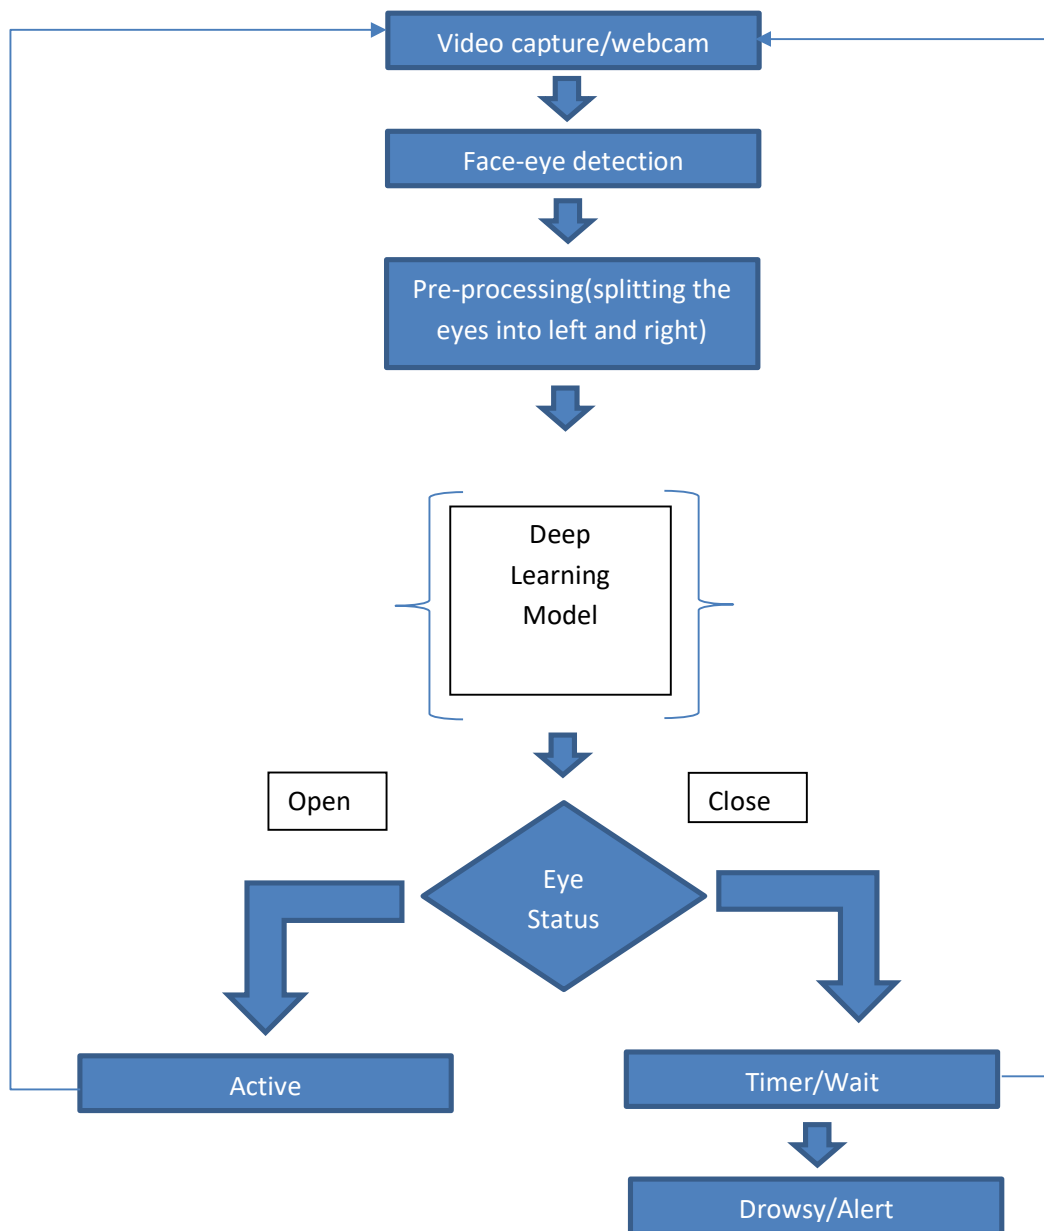 Video capture/webcam
Face-eye detection
Pre-processing(splitting the
eyes into left and right)
Deep
Learning
Model
Open
Close
Eye
Status
Active
Timer/Wait
Drowsy/Alert